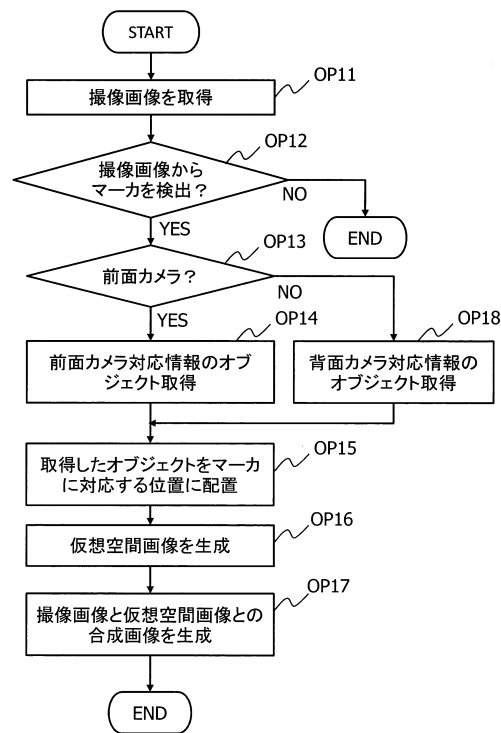 START
OP11
撮像画像を取得
OP12
撮像画像から
マーカを検出？
NO
YES
END
OP13
前面カメラ？
NO
YES
OP14
OP18
前面カメラ対応情報のオブ
ジェクト取得
背面カメラ対応情報の
オブジェクト取得
OP15
取得したオブジェクトをマーカ
に対応する位置に配置
OP16
仮想空間画像を生成
OP17
撮像画像と仮想空間画像との
合成画像を生成
END